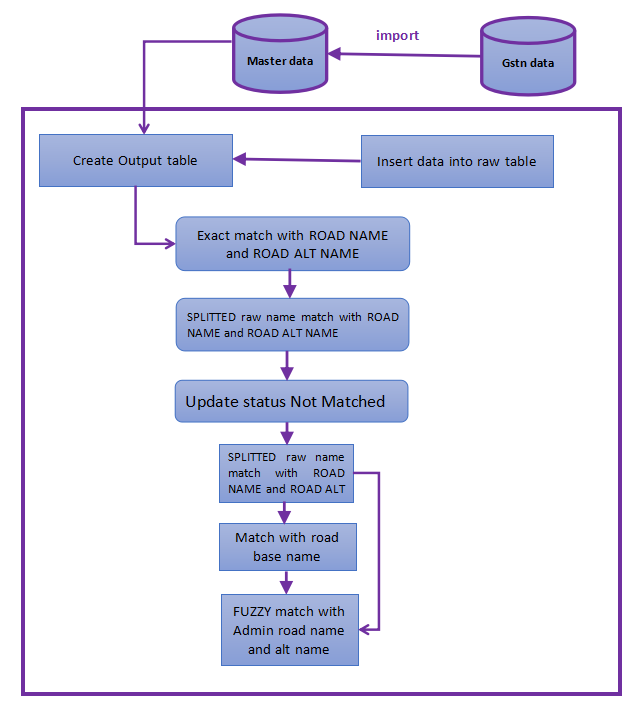 import
Master data
Gstn data
Create Output table
Insert data into raw table
Exact match with ROAD NAME
and ROAD ALT NAME
SPLITTED raw name match with ROAD
NAME and ROAD ALT NAME
Update status Not Matched
SPLITTED raw name
match with ROAD
NAME and ROAD ALT
Match with road
base name
FUZZY match with
Admin road name
and alt name